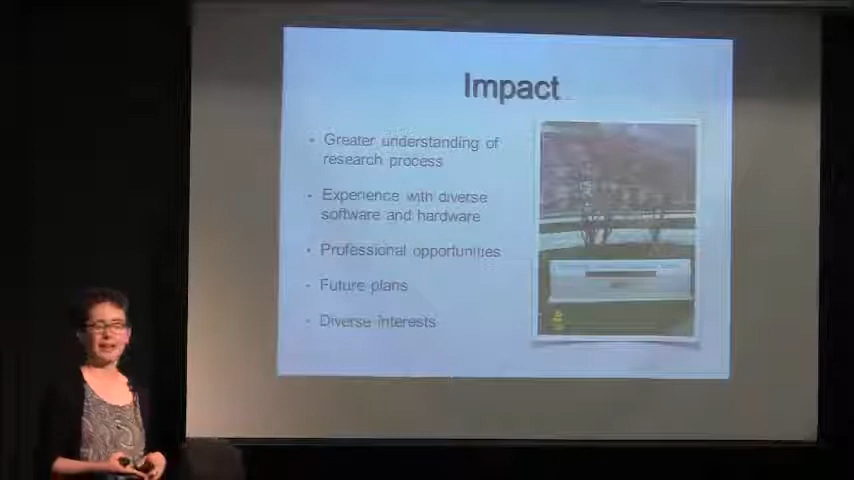 Impact
• Greater understanding of
research process
• Experience with diverse
software and hardware
• Professional opportunities
• Future plans
• Diverse interests